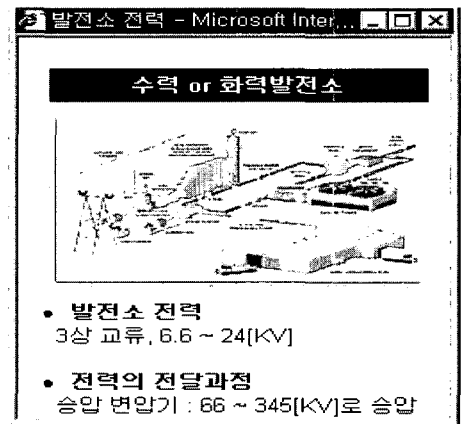 발전소 전력 - Microsoft Inter...
수력 or 화력발전소
• 발전소 전력
3상 교류, 6.6 ~ 24[KV]
• 전력의 전달과정
승압 변압기 : 66 ~ 345[KV]로 승압